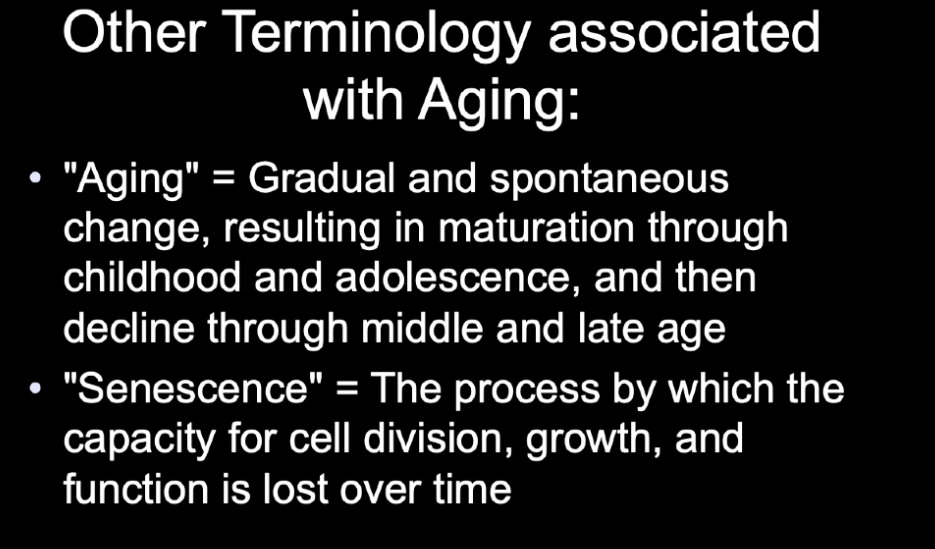 Other Terminology associated
with Aging:
• "Aging" = Gradual and spontaneous
change, resulting in maturation through
childhood and adolescence, and then
decline through middle and late age
• "Senescence" = The process by which the
capacity for cell division, growth, and
function is lost over time